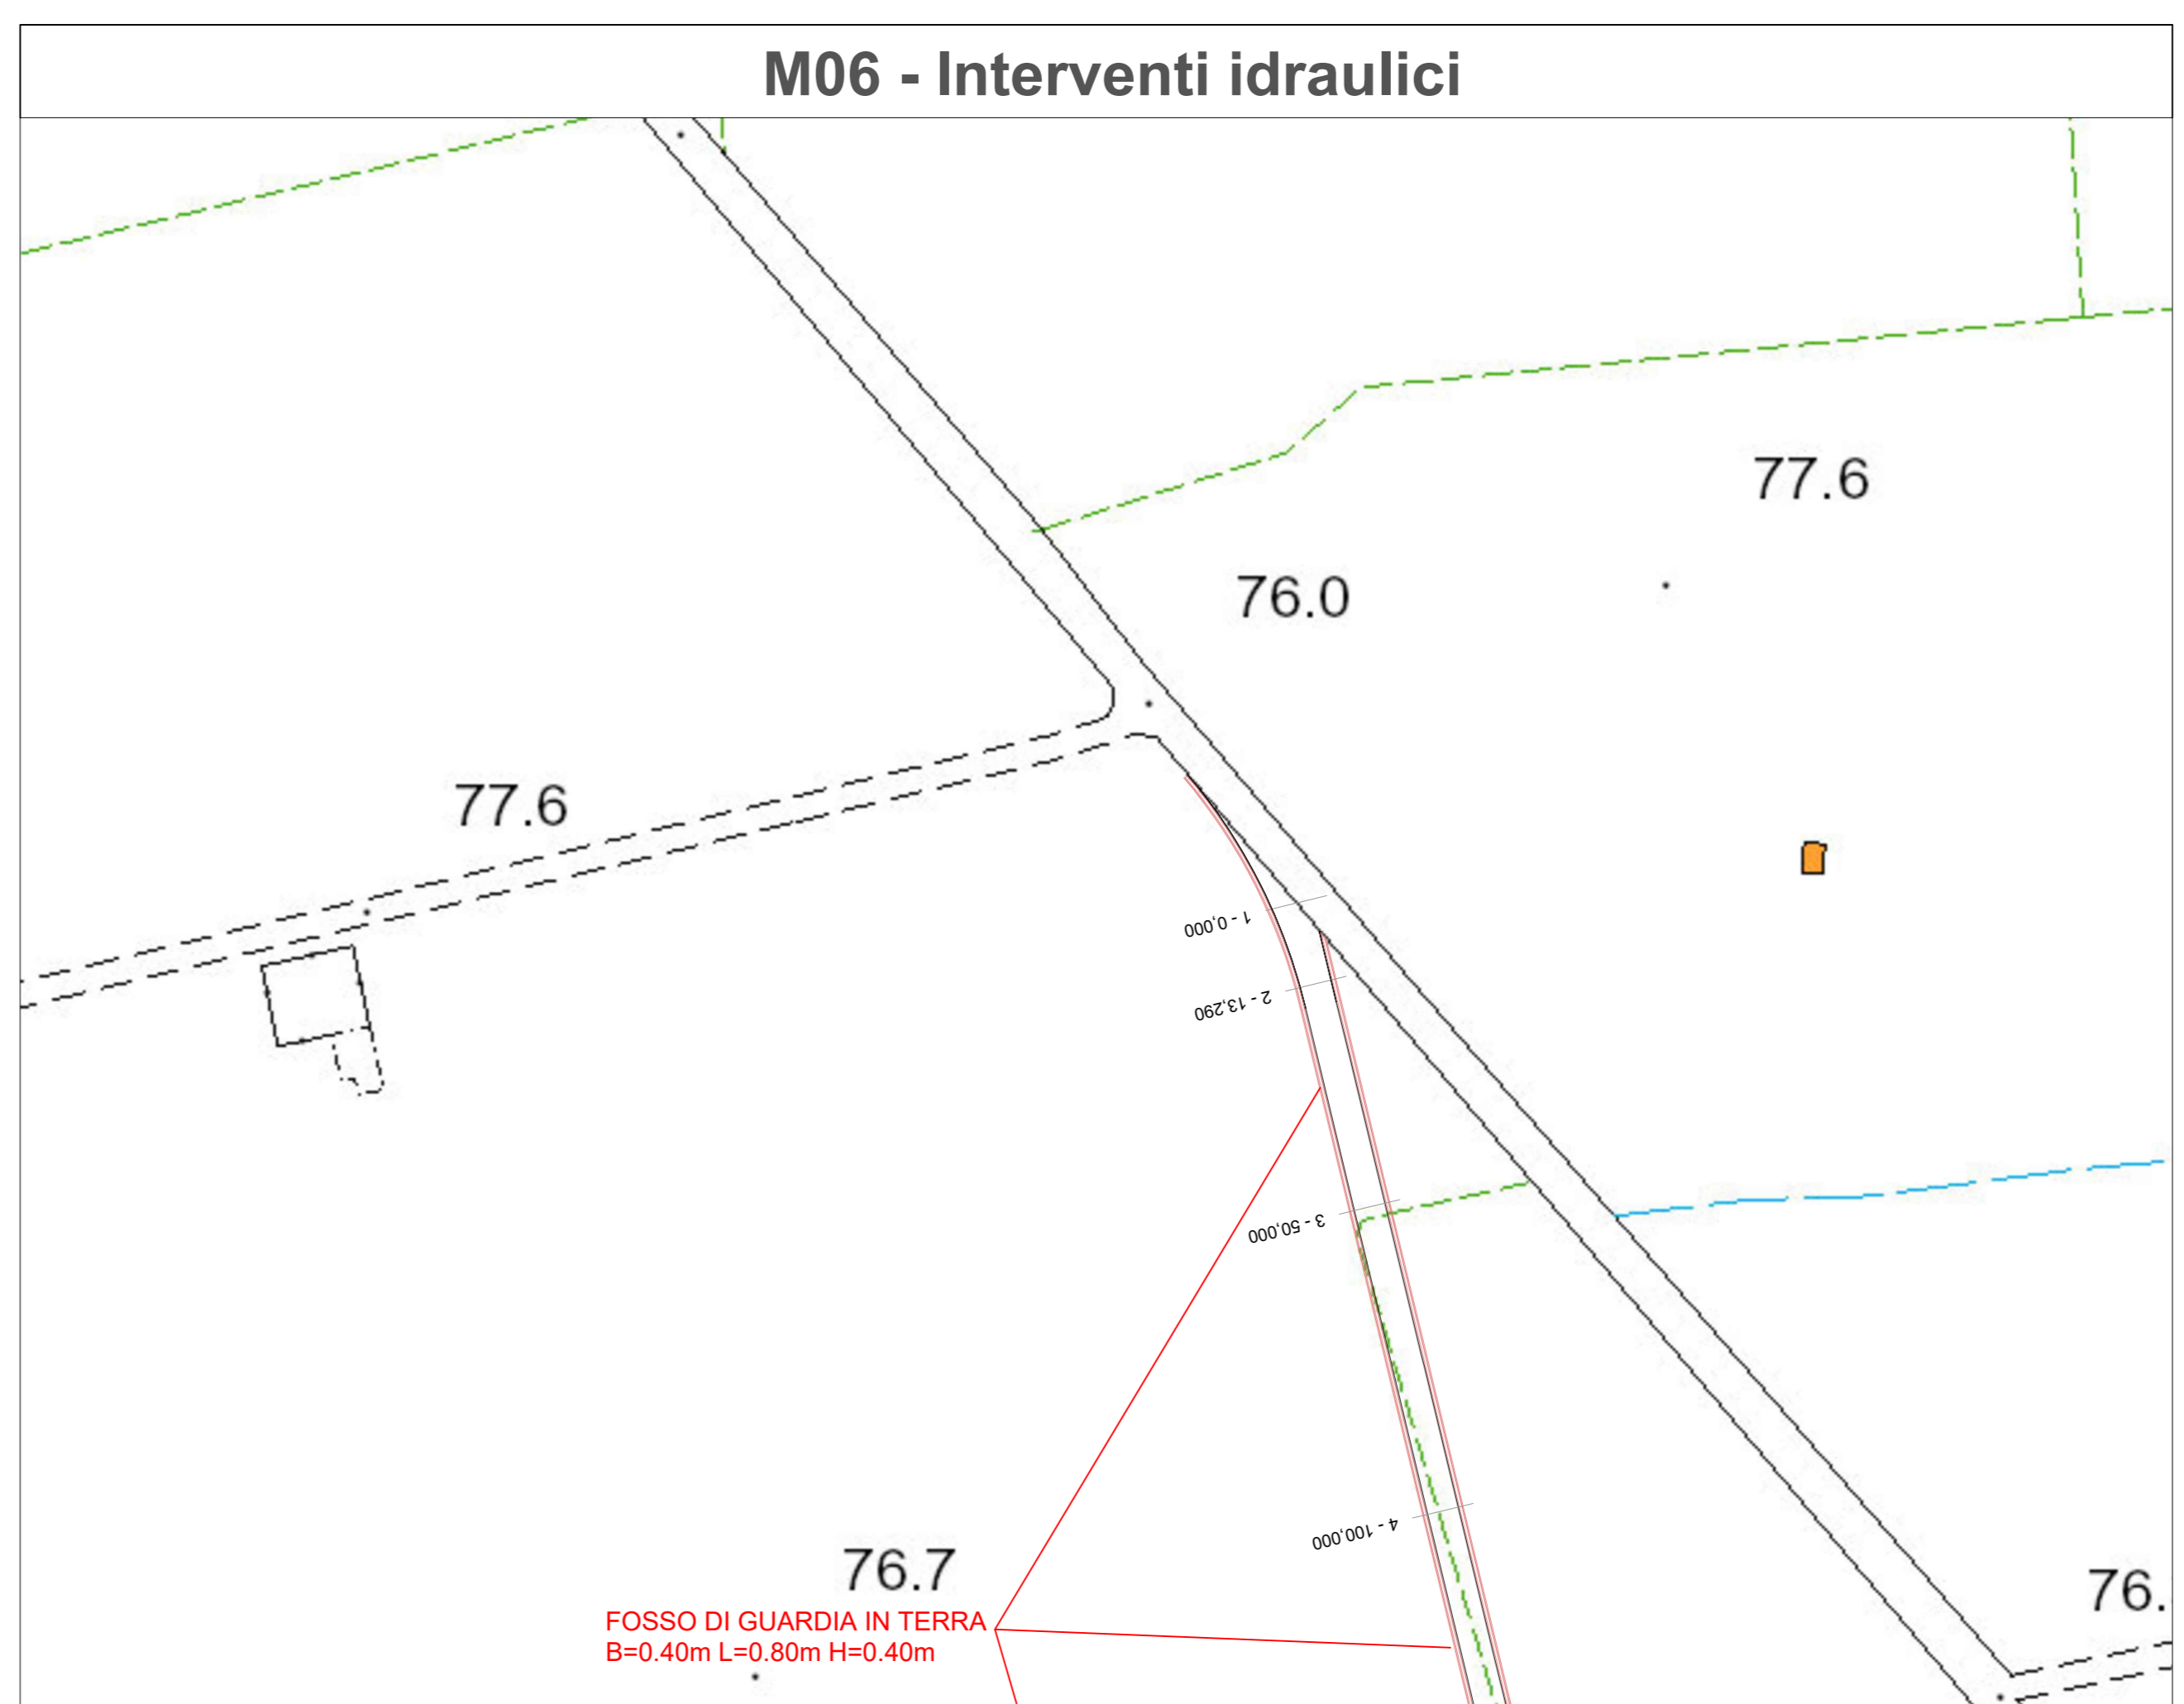 M06 - Interventi idraulici
77.6
76.0
77.6
1 - 0,000
2 - 13,290
3 - 50,000
4 - 100,000
76.7
76.
FOSSO DI GUARDIA IN TERRA
B=0.40m L=0.80m H=0.40m